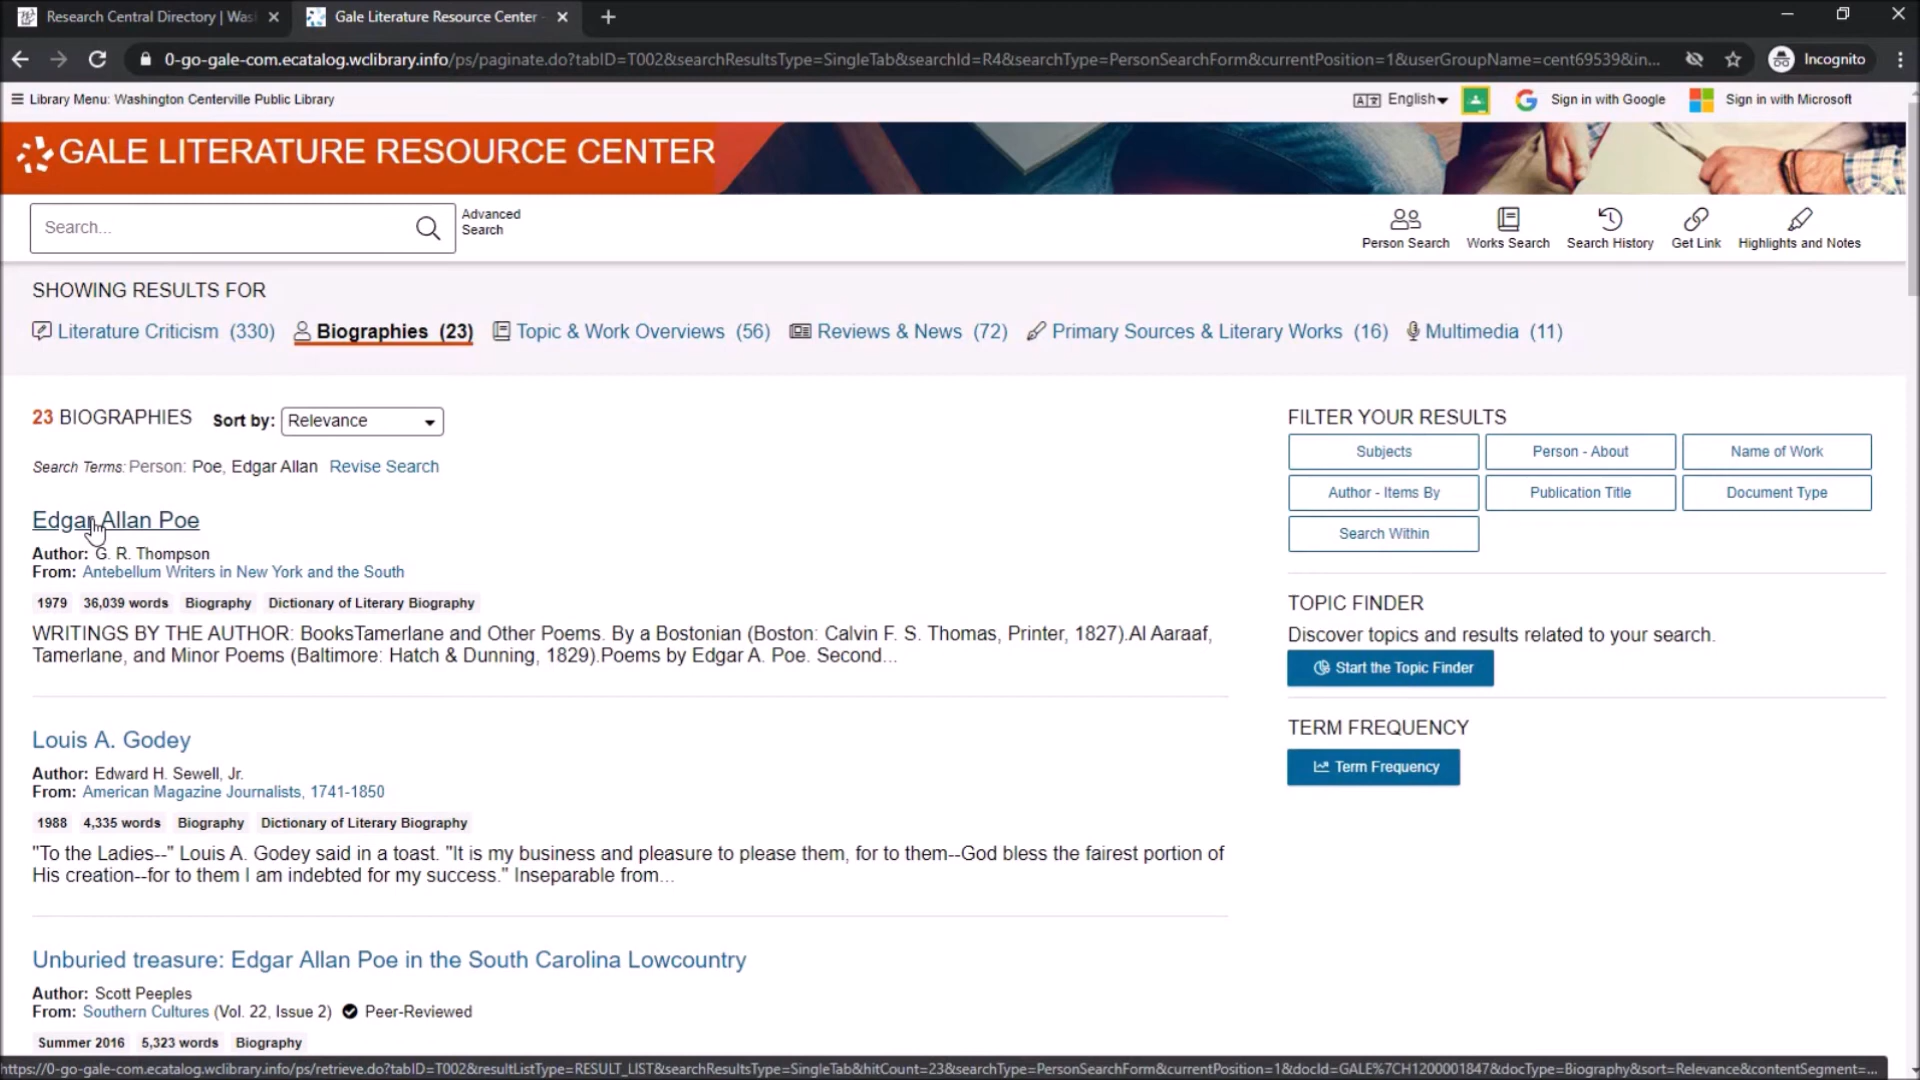 Research Central Directory | Was
Gale Literature Resource Center
0-go-gale-com.ecatalog.wclibrary.info/ps/paginate.do?tabID=T002&searchResultsType=SingleTab&searchId=R4&searchType=PersonSearchForm&currentPosition=1&userGroupName=cent69539&in...
Incognito
Library Menu: Washington Centerville Public Library
English
Sign in with Google
Sign in with Microsoft
GALE LITERATURE RESOURCE CENTER
Search...
Advanced
Search
Person Search
Works Search
Search History
Get Link
Highlights and Notes
SHOWING RESULTS FOR
Literature Criticism (330)
Biographies (23)
Topic & Work Overviews (56)
Reviews & News (72)
Primary Sources & Literary Works (16)
Multimedia (11)
23 BIOGRAPHIES
Sort by:
Relevance
Search Terms: Person: Poe, Edgar Allan Revise Search
Edgar Allan Poe
Author: G. R. Thompson
From: Antebellum Writers in New York and the South
1979 36,039 words Biography Dictionary of Literary Biography
WRITINGS BY THE AUTHOR: BooksTamerlane and Other Poems. By a Bostonian (Boston: Calvin F. S. Thomas, Printer, 1827).Al Aaraaf,
Tamerlane, and Minor Poems (Baltimore: Hatch & Dunning, 1829).Poems by Edgar A. Poe. Second...
Louis A. Godey
Author: Edward H. Sewell, Jr.
From: American Magazine Journalists, 1741-1850
1988 4,335 words Biography Dictionary of Literary Biography
"To the Ladies--" Louis A. Godey said in a toast. "It is my business and pleasure to please them, for to them--God bless the fairest portion of
His creation--for to them I am indebted for my success." Inseparable from...
Unburied treasure: Edgar Allan Poe in the South Carolina Lowcountry
Author: Scott Peeples
From: Southern Cultures (Vol. 22, Issue 2) Peer-Reviewed
Summer 2016 5,323 words Biography
FILTER YOUR RESULTS
Subjects
Person - About
Name of Work
Author - Items By
Publication Title
Document Type
Search Within
TOPIC FINDER
Discover topics and results related to your search.
Start the Topic Finder
TERM FREQUENCY
Term Frequency
https://0-go-gale-com.ecatalog.wclibrary.info/ps/retrieve.do?tabID=T002&resultListType=RESULT_LIST&searchResultsType=SingleTab&hitCount=23&searchType=PersonSearchForm&currentPosition=1&docId=GALE%7CH1200001847&docType=Biography&sort=Relevance&contentSegment=...